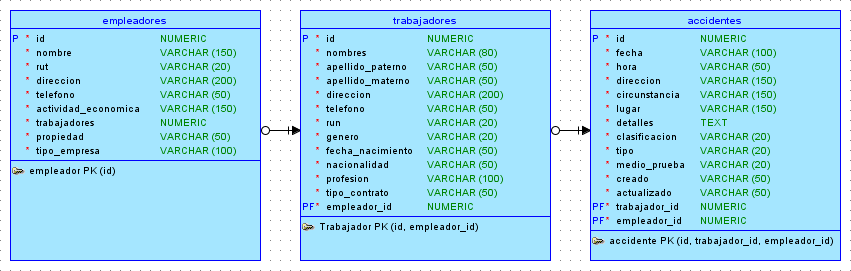 empleadores
P * id NUMERIC
* nombre VARCHAR (150)
* rut VARCHAR (20)
* direccion VARCHAR (200)
* telefono VARCHAR (50)
* actividad_economica VARCHAR (150)
* trabajadores NUMERIC
* propiedad VARCHAR (50)
* tipo_empresa VARCHAR (100)
empleador PK (id)
trabajadores
P * id NUMERIC
* nombres VARCHAR (80)
* apellido_paterno VARCHAR (50)
* apellido_materno VARCHAR (50)
* direccion VARCHAR (200)
* telefono VARCHAR (50)
* run VARCHAR (20)
* genero VARCHAR (20)
* fecha_nacimiento VARCHAR (50)
* nacionalidad VARCHAR (50)
* profesion VARCHAR (100)
* tipo_contrato VARCHAR (50)
PF* empleador_id NUMERIC
Trabajador PK (id, empleador_id)
accidentes
P * id NUMERIC
* fecha VARCHAR (100)
* hora VARCHAR (50)
* direccion VARCHAR (150)
* circunstancia VARCHAR (150)
* lugar VARCHAR (150)
* detalles TEXT
* clasificacion VARCHAR (20)
* tipo VARCHAR (20)
* medio_prueba VARCHAR (20)
* creado VARCHAR (50)
* actualizado VARCHAR (50)
PF* trabajador_id NUMERIC
PF* empleador_id NUMERIC
accidente PK (id, trabajador_id, empleador_id)